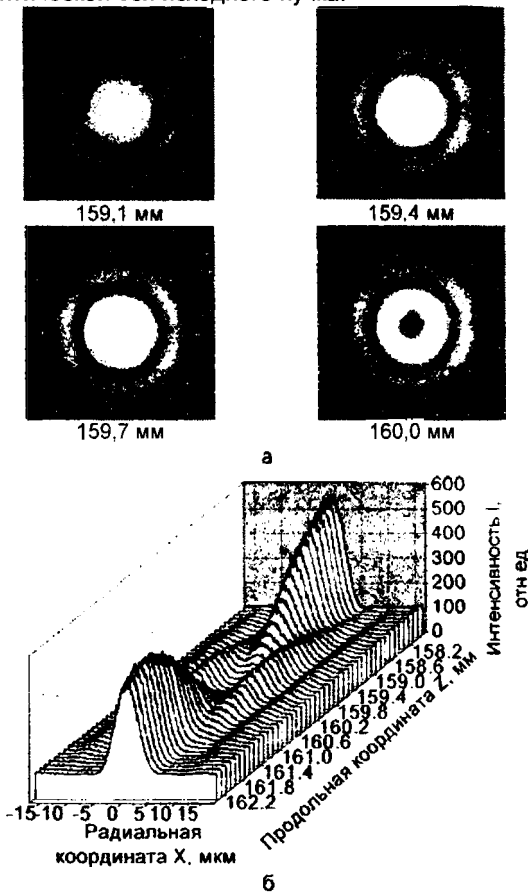 159,1 мм
159,4 мм
159,7 мм
160,0 мм
а
600
500
400
300
200
100
0
Интенсивность I,
отн ед
158.2
158.6
159.0
159.4
159.8
160.2
160.6
161.0
161.4
161.8
162.2
Продольная координата Z, мм
-15 -10 -5 0 5 10 15
Радиальная
координата X, мкм
б